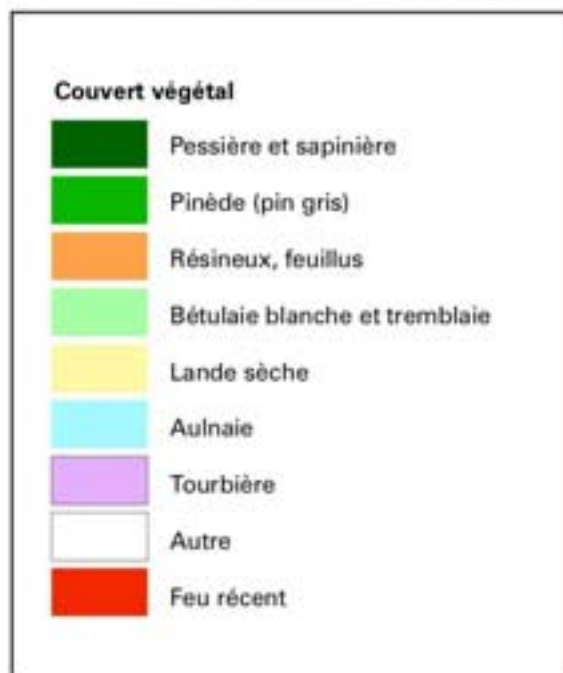 Couvert végétal
Pessière et sapinière
Pinède (pin gris)
Résineux, feuillus
Bétulaie blanche et tremblaie
Lande sèche
Aulnaie
Tourbière
Autre
Feu récent